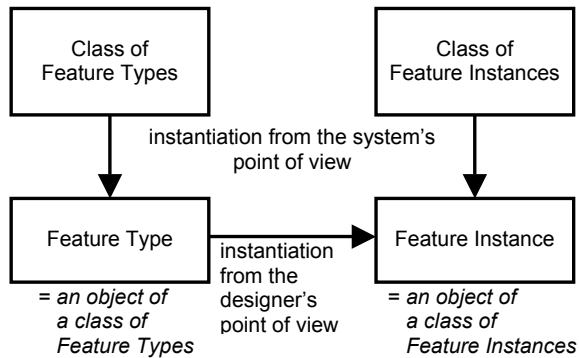 Class of
Feature Types
Class of
Feature Instances
instantiation from the system's
point of view
Feature Type
instantiation
from the
designer's
point of view
Feature Instance
= an object of
a class of
Feature Types
= an object of
a class of
Feature Instances